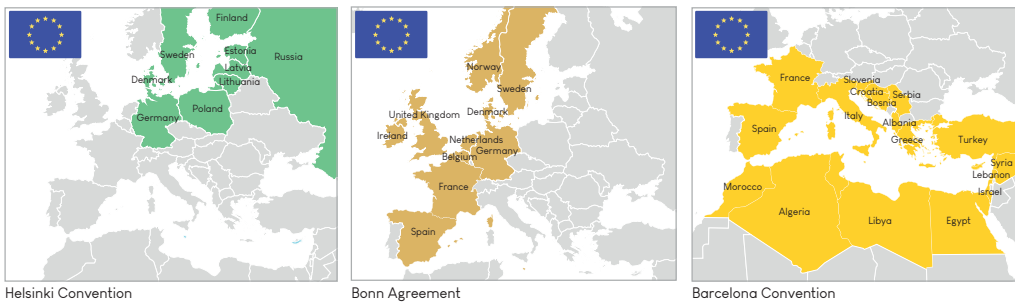 Finland
Sweden
Estonia
Russia
Latvia
Denmark
Lithuania
Poland
Germany
Helsinki Convention
Norway
Sweden
Denmark
United Kingdom
Ireland
Netherlands
Germany
Belgium
France
Spain
Bonn Agreement
France
Slovenia
Croatia
Serbia
Bosnia
Italy
Albania
Spain
Greece
Turkey
Syria
Lebanon
Morocco
Israel
Algeria
Libya
Egypt
Barcelona Convention